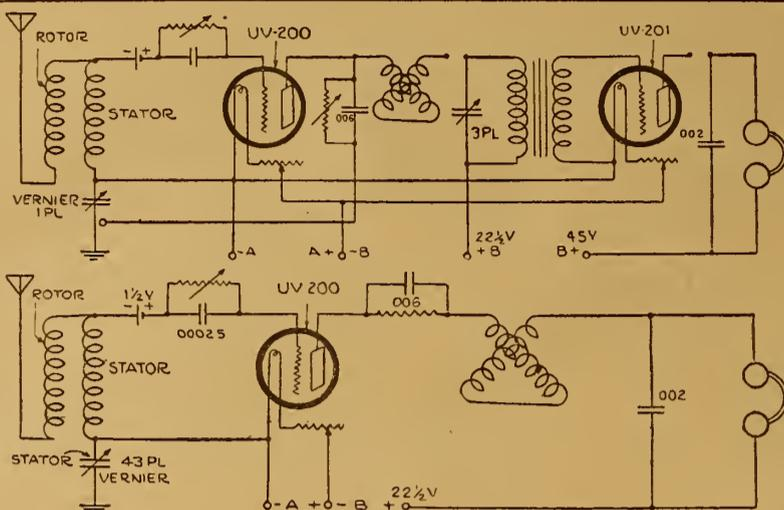 ROTOR
STATOR
- +
UV-200
006
3PL
UV-201
002
VERNIER
1PL
-A
A+
-B
22½V
+B
45V
B+
ROTOR
STATOR
1½V
- +
00025
UV 200
006
002
STATOR
43 PL
VERNIER
-A
+
-B
+
22½V